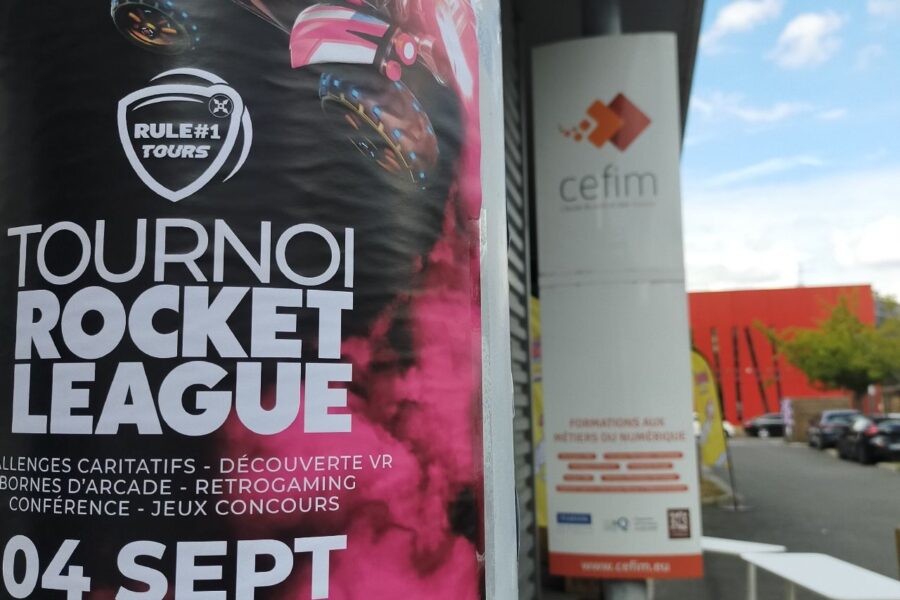 RULE#1
TOURS
TOURNOI
ROCKET
LEAGUE
ALLENGES CARITATIFS - DÉCOUVERTE VR
BORNES D'ARCADE - RETROGAMING
CONFÉRENCE - JEUX CONCOURS
04 SEPT
cefim
FORMATIONS AUX
MÉTIERS DU NUMÉRIQUE
www.cefim.eu